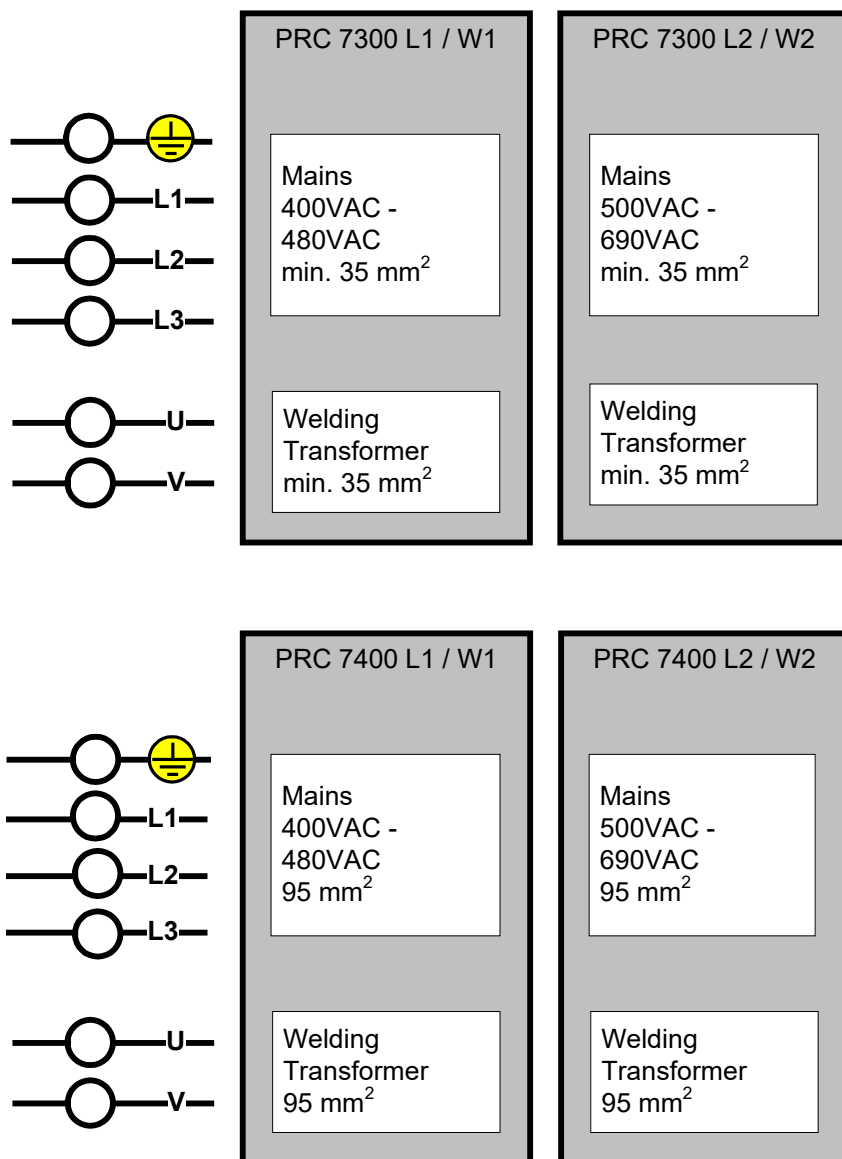 PRC 7300 L1 / W1
PRC 7300 L2 / W2
L1
L2
L3
U
V
Mains
400VAC -
480VAC
min. 35 mm²
Mains
500VAC -
690VAC
min. 35 mm²
Welding
Transformer
min. 35 mm²
Welding
Transformer
min. 35 mm²
PRC 7400 L1 / W1
PRC 7400 L2 / W2
L1
L2
L3
U
V
Mains
400VAC -
480VAC
95 mm²
Mains
500VAC -
690VAC
95 mm²
Welding
Transformer
95 mm²
Welding
Transformer
95 mm²